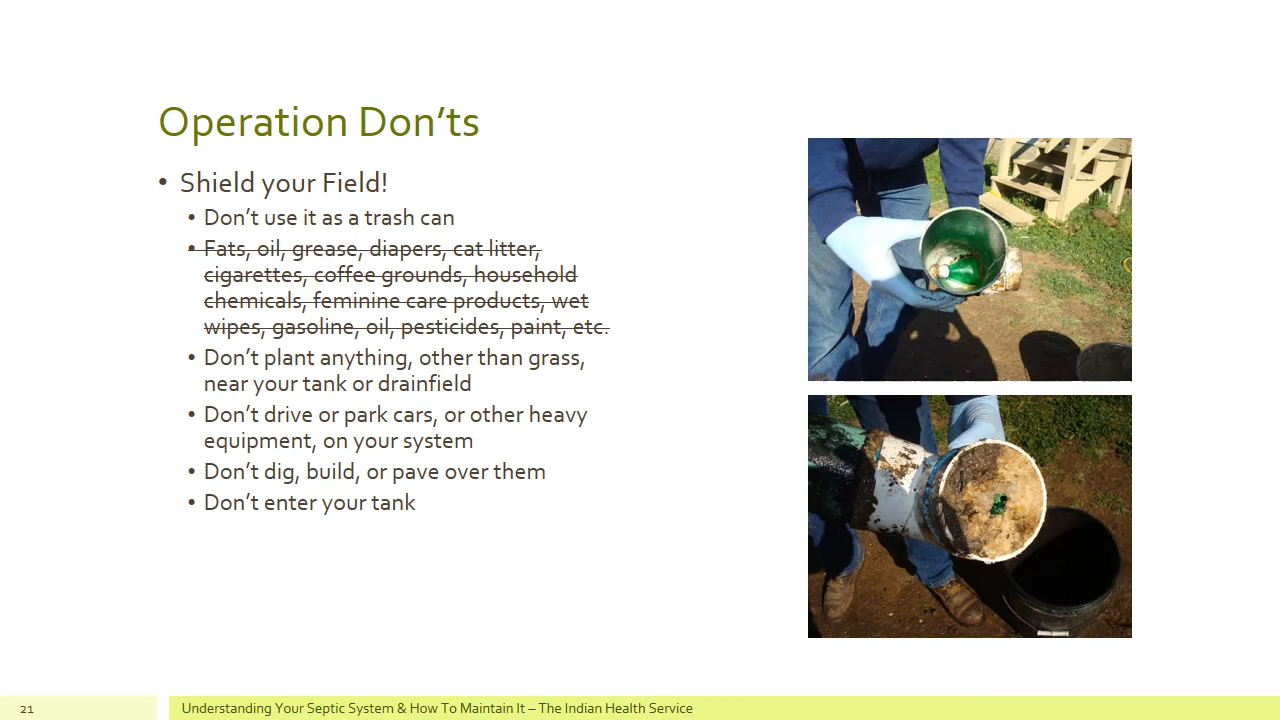 Operation Don’ts
• Shield your Field!
• Don’t use it as a trash can
• Fats, oil, grease, diapers, cat litter,
cigarettes, coffee grounds, household
chemicals, feminine care products, wet
wipes, gasoline, oil, pesticides, paint, etc.
• Don’t plant anything, other than grass,
near your tank or drainfield
• Don’t drive or park cars, or other heavy
equipment, on your system
• Don’t dig, build, or pave over them
• Don’t enter your tank
21
Understanding Your Septic System & How To Maintain It – The Indian Health Service